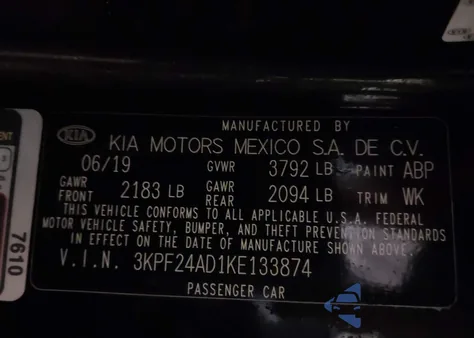 MANUFACTURED BY
KIA KIA MOTORS MEXICO S.A. DE C.V.
06/19 GVWR 3792 LB PAINT ABP
GAWR FRONT 2183 LB GAWR REAR 2094 LB TRIM WK
THIS VEHICLE CONFORMS TO ALL APPLICABLE U.S.A. FEDERAL
MOTOR VEHICLE SAFETY, BUMPER, AND THEFT PREVENTION STANDARDS
IN EFFECT ON THE DATE OF MANUFACTURE SHOWN ABOVE.
V.I.N. 3KPF24AD1KE133874
PASSENGER CAR
7610